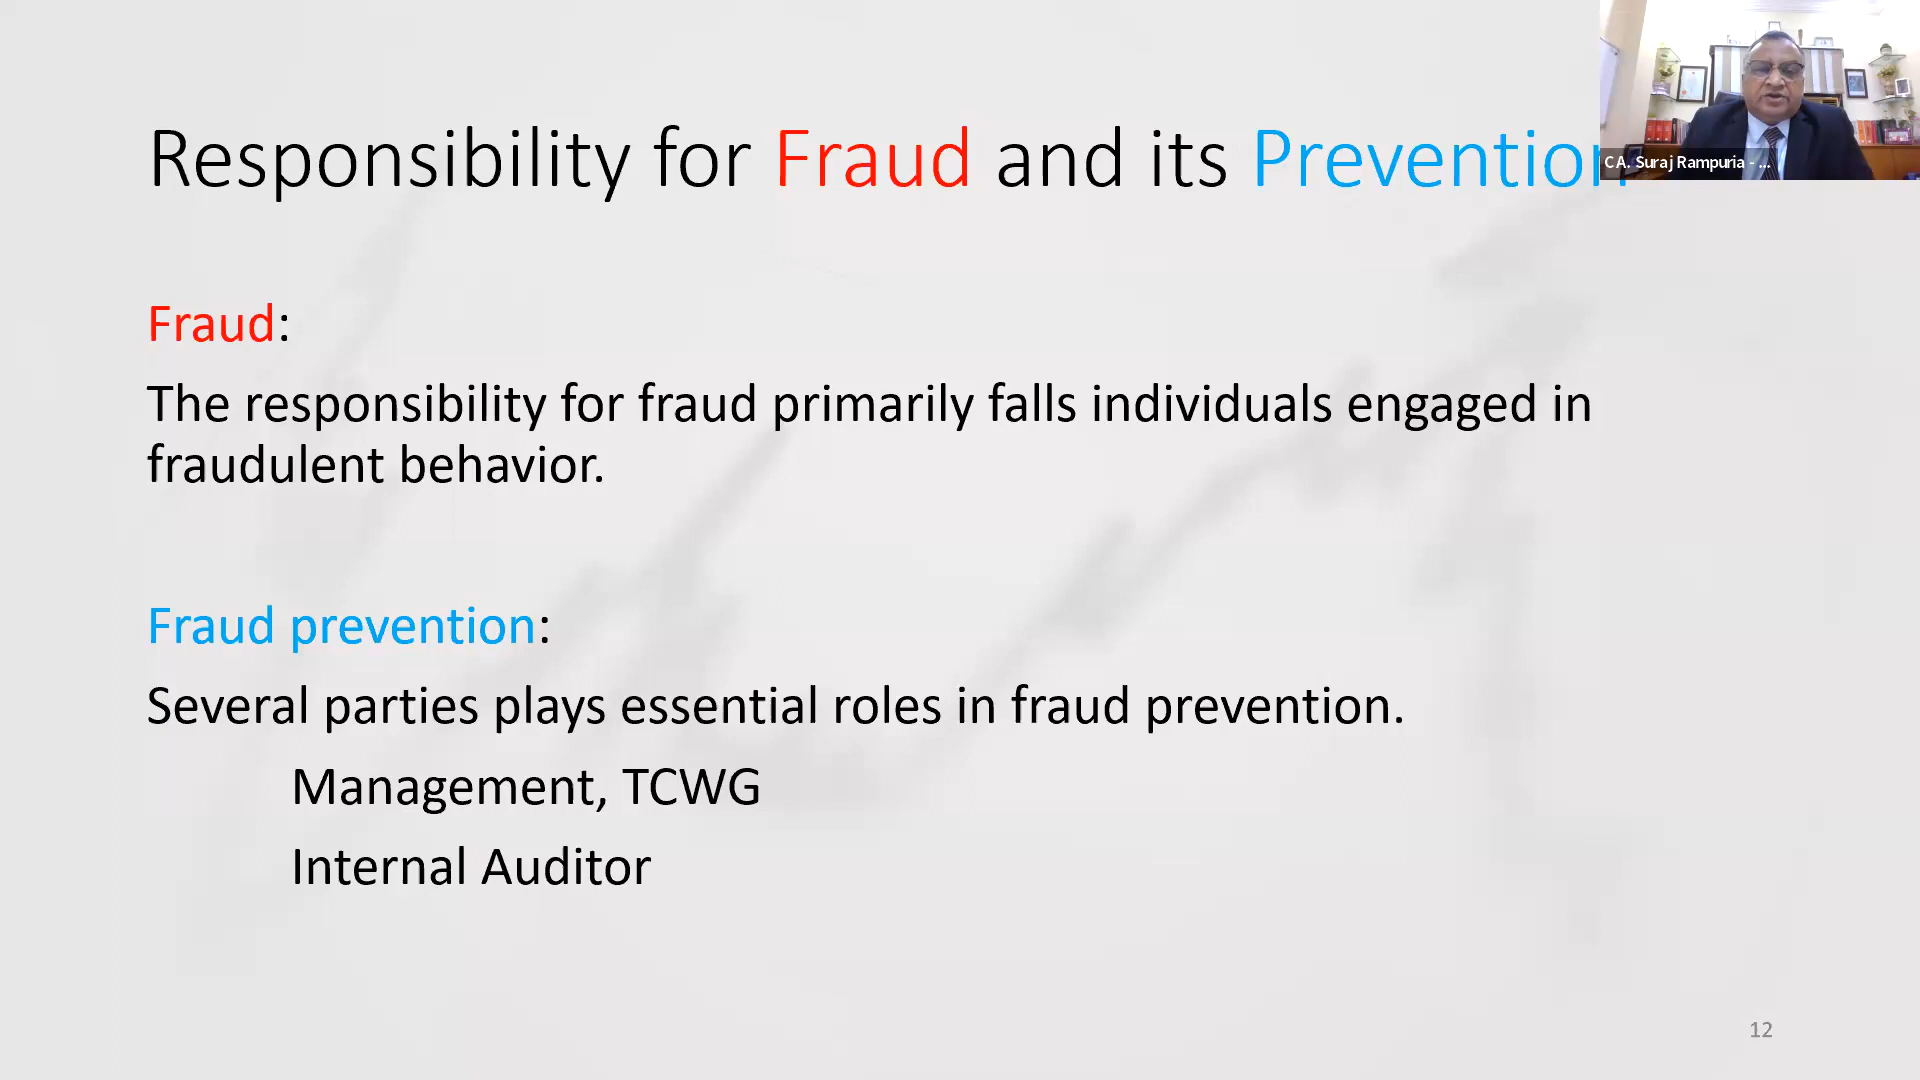 Responsibility for Fraud and its Prevention
CA. Suraj Rampuria - ...
Fraud:
The responsibility for fraud primarily falls individuals engaged in
fraudulent behavior.
Fraud prevention:
Several parties plays essential roles in fraud prevention.
Management, TCWG
Internal Auditor
12